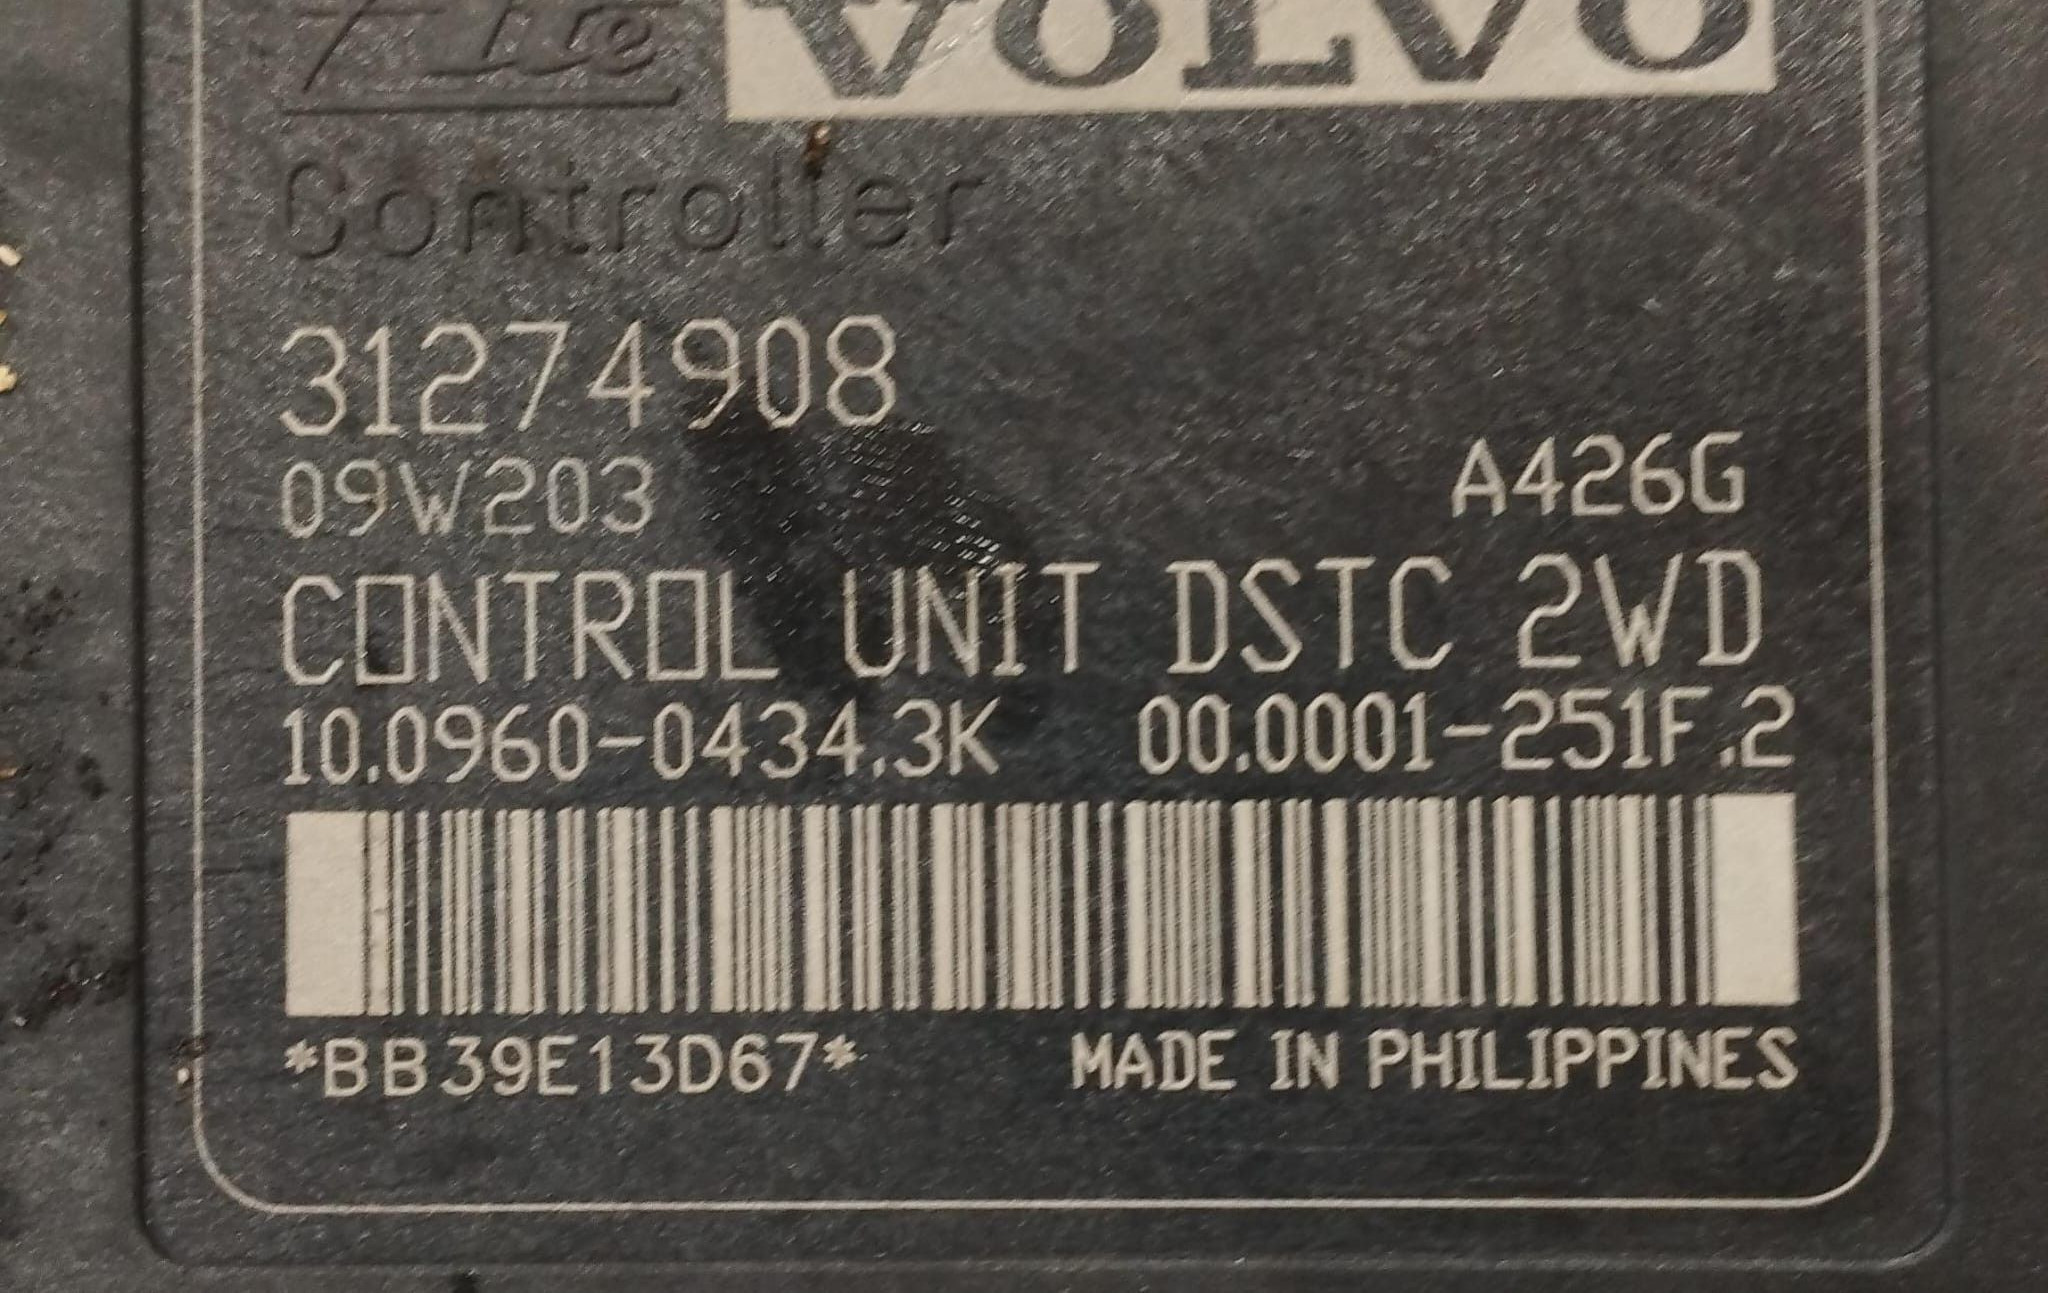 Ate VOLVO
Controller
31274908
09W203 A426G
CONTROL UNIT DSTC 2WD
10.0960-0434.3K 00.0001-251F.2
*BB39E13D67* MADE IN PHILIPPINES